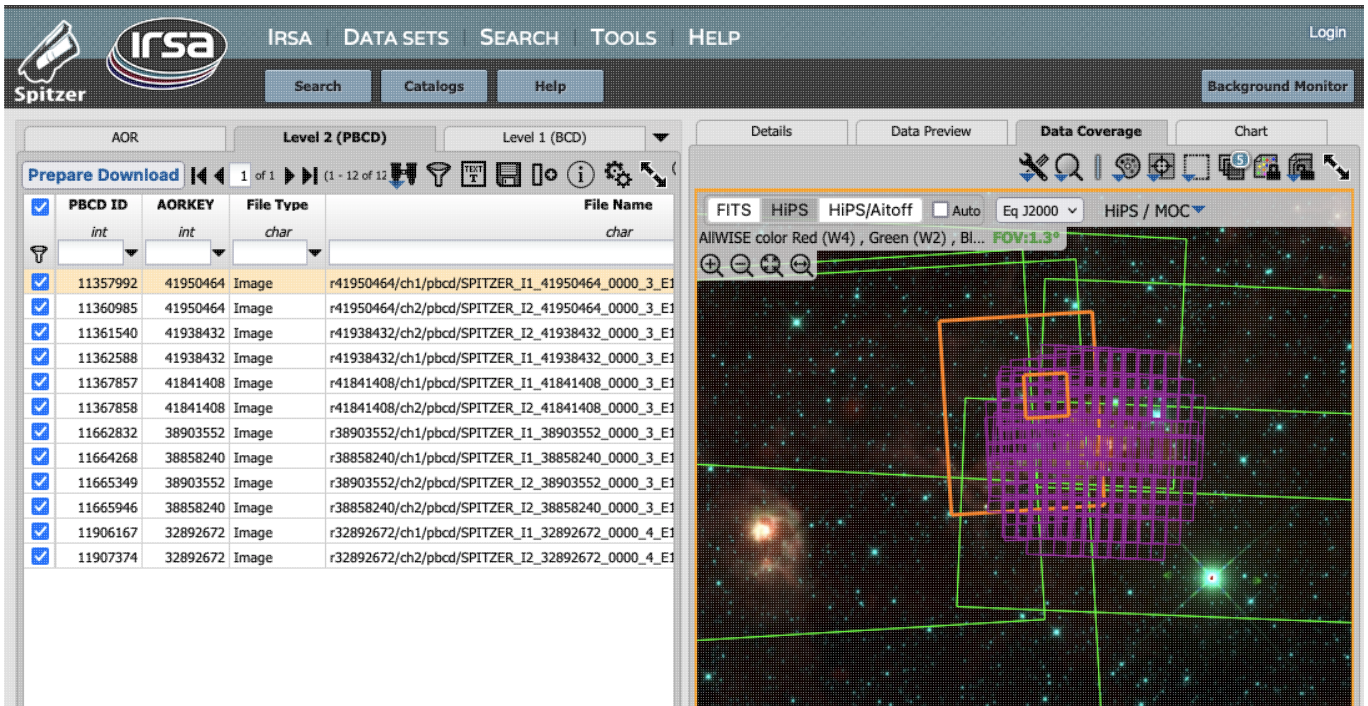 IRSA DATA SETS SEARCH TOOLS HELP
Login
Irsa
Spitzer
Search Catalogs Help
Background Monitor
AOR Level 2 (PBCD) Level 1 (BCD)
Details Data Preview Data Coverage Chart
Prepare Download 1 of 1 (1 - 12 of 12
TEXT T
5
PBCD ID AORKEY File Type File Name
int int char char
11357992 41950464 Image r41950464/ch1/pbcd/SPITZER_I1_41950464_0000_3_E1
11360985 41950464 Image r41950464/ch2/pbcd/SPITZER_I2_41950464_0000_3_E1
11361540 41938432 Image r41938432/ch2/pbcd/SPITZER_I2_41938432_0000_3_E1
11362588 41938432 Image r41938432/ch1/pbcd/SPITZER_I1_41938432_0000_3_E1
11367857 41841408 Image r41841408/ch1/pbcd/SPITZER_I1_41841408_0000_3_E1
11367858 41841408 Image r41841408/ch2/pbcd/SPITZER_I2_41841408_0000_3_E1
11662832 38903552 Image r38903552/ch1/pbcd/SPITZER_I1_38903552_0000_3_E1
11664268 38858240 Image r38858240/ch1/pbcd/SPITZER_I1_38858240_0000_3_E1
11665349 38903552 Image r38903552/ch2/pbcd/SPITZER_I2_38903552_0000_3_E1
11665946 38858240 Image r38858240/ch2/pbcd/SPITZER_I2_38858240_0000_3_E1
11906167 32892672 Image r32892672/ch1/pbcd/SPITZER_I1_32892672_0000_4_E1
11907374 32892672 Image r32892672/ch2/pbcd/SPITZER_I2_32892672_0000_4_E1
FITS HiPS HiPS/Aitoff Auto Eq J2000 HiPS / MOC
AllWISE color Red (W4) , Green (W2) , Bl... FOV:1.3°